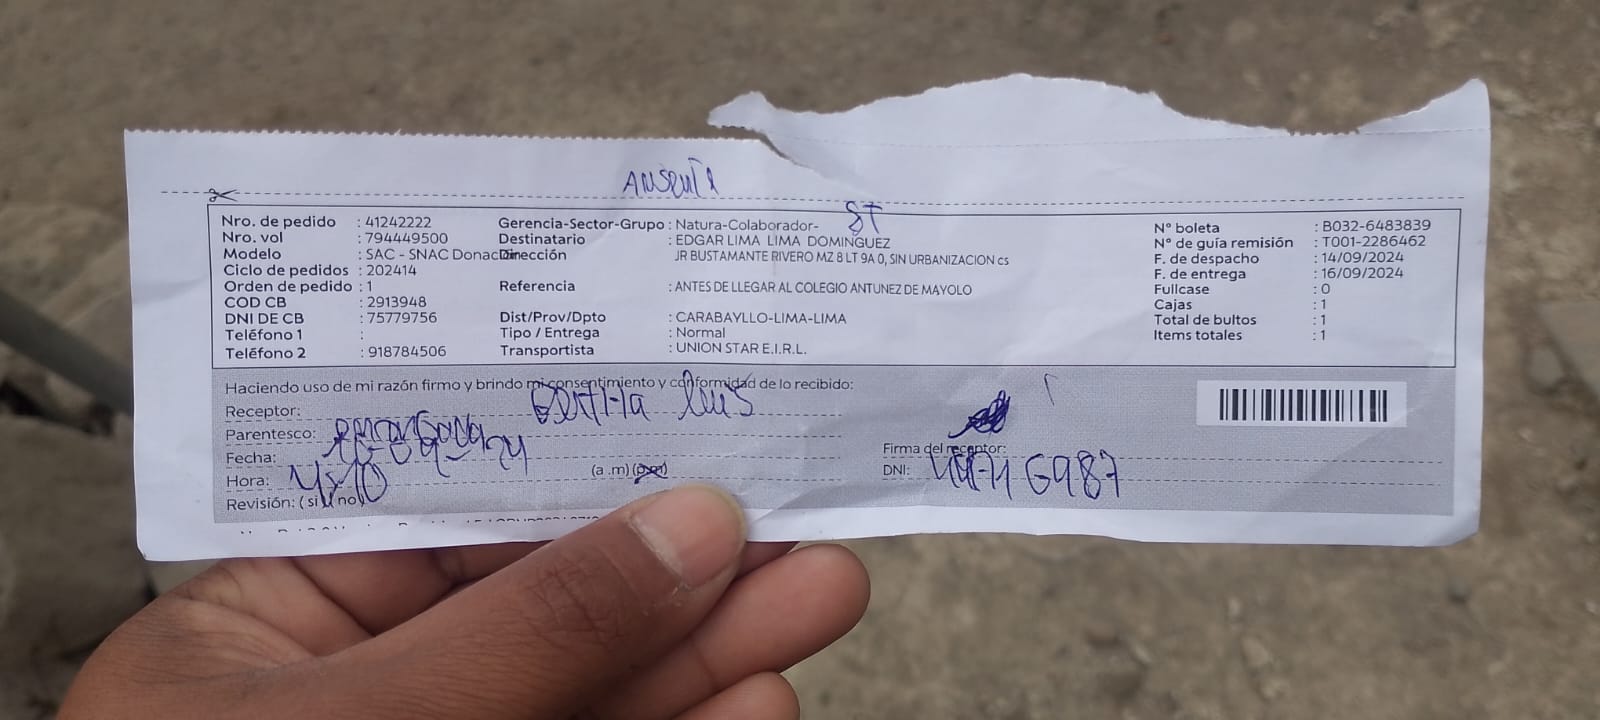 ST
Nro. de pedido : 41242222 Gerencia-Sector-Grupo : Natura-Colaborador- N° boleta : B032-6483839
Nro. vol : 794449500 Destinatario : EDGAR LIMA LIMA DOMINGUEZ N° de guía remisión : T001-2286462
Modelo : SAC - SNAC Donac Dirección JR BUSTAMANTE RIVERO MZ 8 LT 9A 0, SIN URBANIZACION cs F. de despacho : 14/09/2024
Ciclo de pedidos : 202414 F. de entrega : 16/09/2024
Orden de pedido : 1 Referencia : ANTES DE LLEGAR AL COLEGIO ANTUNEZ DE MAYOLO Fullcase : 0
COD CB : 2913948 Cajas : 1
DNI DE CB : 75779756 Dist/Prov/Dpto : CARABAYLLO-LIMA-LIMA Total de bultos : 1
Teléfono 1 : Tipo / Entrega : Normal Items totales : 1
Teléfono 2 : 918784506 Transportista : UNION STAR E.I.R.L.
Haciendo uso de mi razón firmo y brindo mi consentimiento y conformidad de lo recibido:
Receptor: Luis
Parentesco:
Fecha: Firma del receptor:
Hora: (a .m) (p.m) DNI:
Revisión: ( si / no )